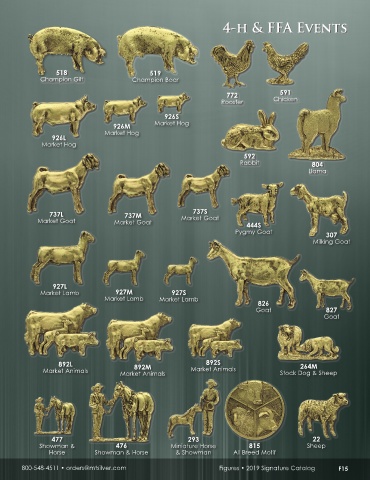 4-H & FFA EVENTS
518
Champion Gilt
519
Champion Boar
772
Rooster
591
Chicken
926L
Market Hog
926M
Market Hog
926S
Market Hog
592
Rabbit
804
Llama
737L
Market Goat
737M
Market Goat
737S
Market Goat
444S
Pygmy Goat
307
Milking Goat
927L
Market Lamb
927M
Market Lamb
927S
Market Lamb
826
Goat
827
Goat
892L
Market Animals
892M
Market Animals
892S
Market Animals
264M
Stock Dog & Sheep
477
Showman &
Horse
476
Showman & Horse
293
Miniature Horse
& Showman
815
All Breed Motif
22
Sheep
800-548-4511 • orders@mtsilver.com
Figures • 2019 Signature Catalog F15